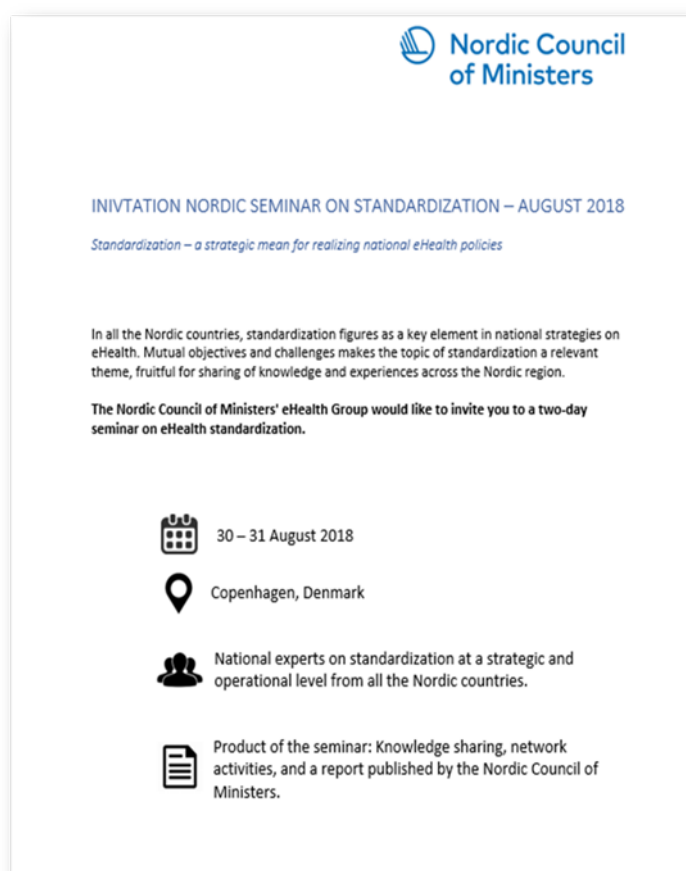 Nordic Council
of Ministers
INIVTATION NORDIC SEMINAR ON STANDARDIZATION – AUGUST 2018
Standardization – a strategic mean for realizing national eHealth policies
In all the Nordic countries, standardization figures as a key element in national strategies on
eHealth. Mutual objectives and challenges makes the topic of standardization a relevant
theme, fruitful for sharing of knowledge and experiences across the Nordic region.
The Nordic Council of Ministers' eHealth Group would like to invite you to a two-day
seminar on eHealth standardization.
30 – 31 August 2018
Copenhagen, Denmark
National experts on standardization at a strategic and
operational level from all the Nordic countries.
Product of the seminar: Knowledge sharing, network
activities, and a report published by the Nordic Council of
Ministers.